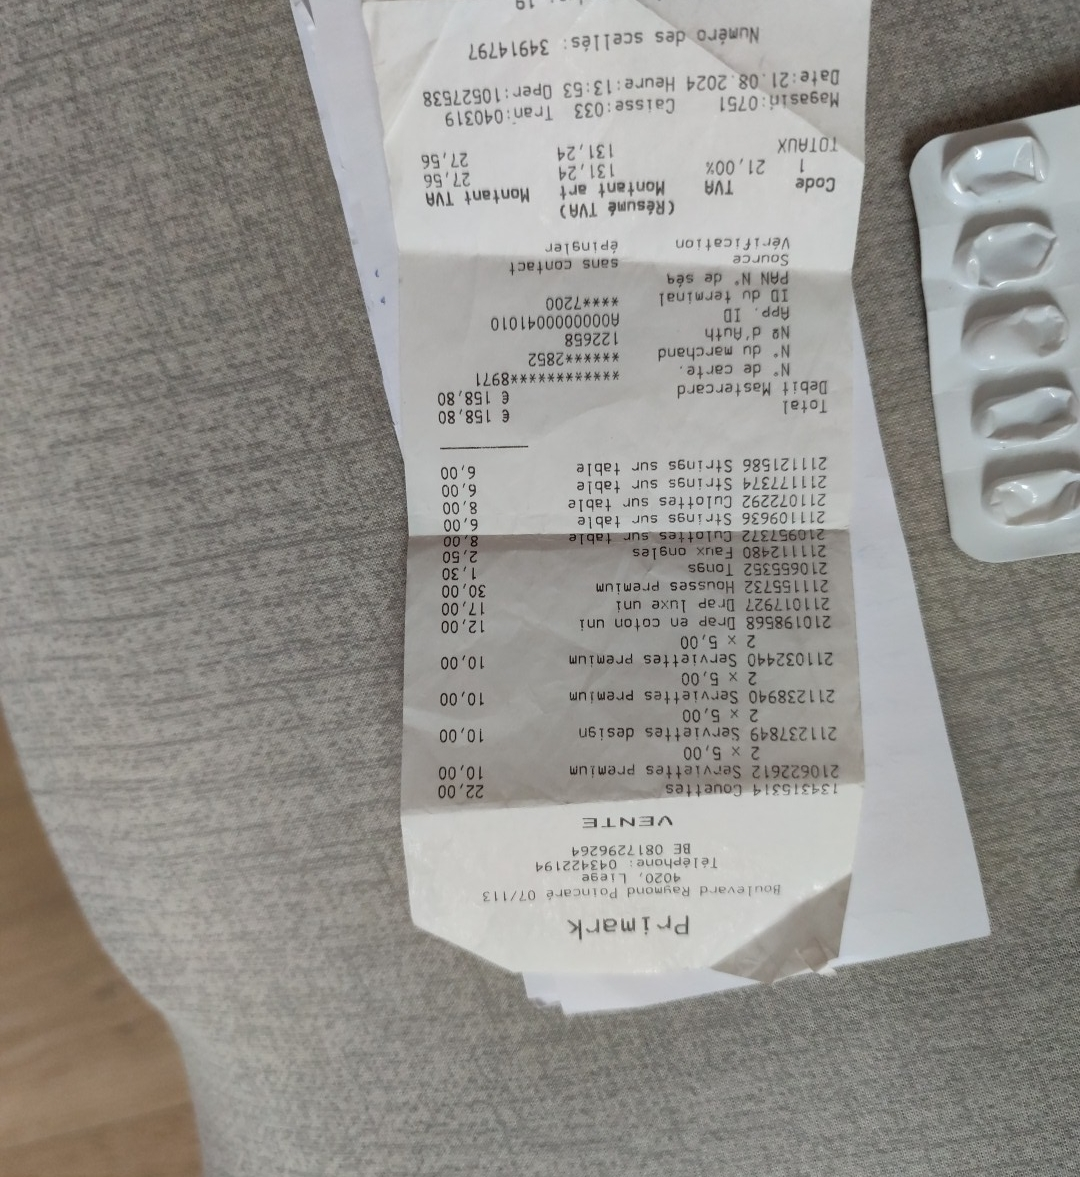 Primark
Boulevard Raymond Poincaré 07/113
4020, Liege
Téléphone: 043422194
BE 0817296264
VENTE
134315314 Couettes 22,00
210622612 Serviettes premium 10,00
2 x 5,00
211237849 Serviettes design 10,00
2 x 5,00
211238940 Serviettes premium 10,00
2 x 5,00
211032440 Serviettes premium 10,00
2 x 5,00
210198568 Drap en coton uni 12,00
211017927 Drap luxe uni 17,00
211155732 Housses premium 30,00
210655352 Tongs 1,30
211112480 Faux ongles 2,50
210957372 Culottes sur table 8,00
211109636 Strings sur table 6,00
211072292 Culottes sur table 8,00
211177374 Strings sur table 6,00
211121586 Strings sur table 6,00
Total € 158,80
Debit Mastercard € 158,80
N° de carte. ************8971
N° du marchand ******2852
Nº d'Auth 122658
App. ID A0000000041010
ID du terminal ****7200
PAN N° de séq
Source sans contact
Vérification épingler
(Résumé TVA)
Code TVA Montant art Montant TVA
1 21,00% 131,24 27,56
TOTAUX 131,24 27,56
Magasin:0751 Caisse:033 Tran:040319
Date:21.08.2024 Heure:13:53 Oper:10527538
Numéro des scellés: 34914797